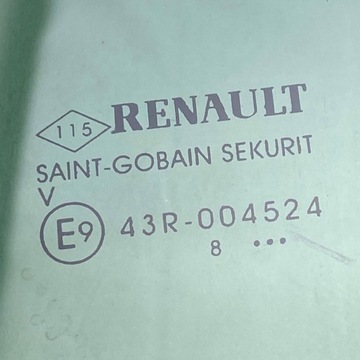 115 RENAULT
SAINT-GOBAIN SEKURIT
V
E9 43R-004524
8 •••